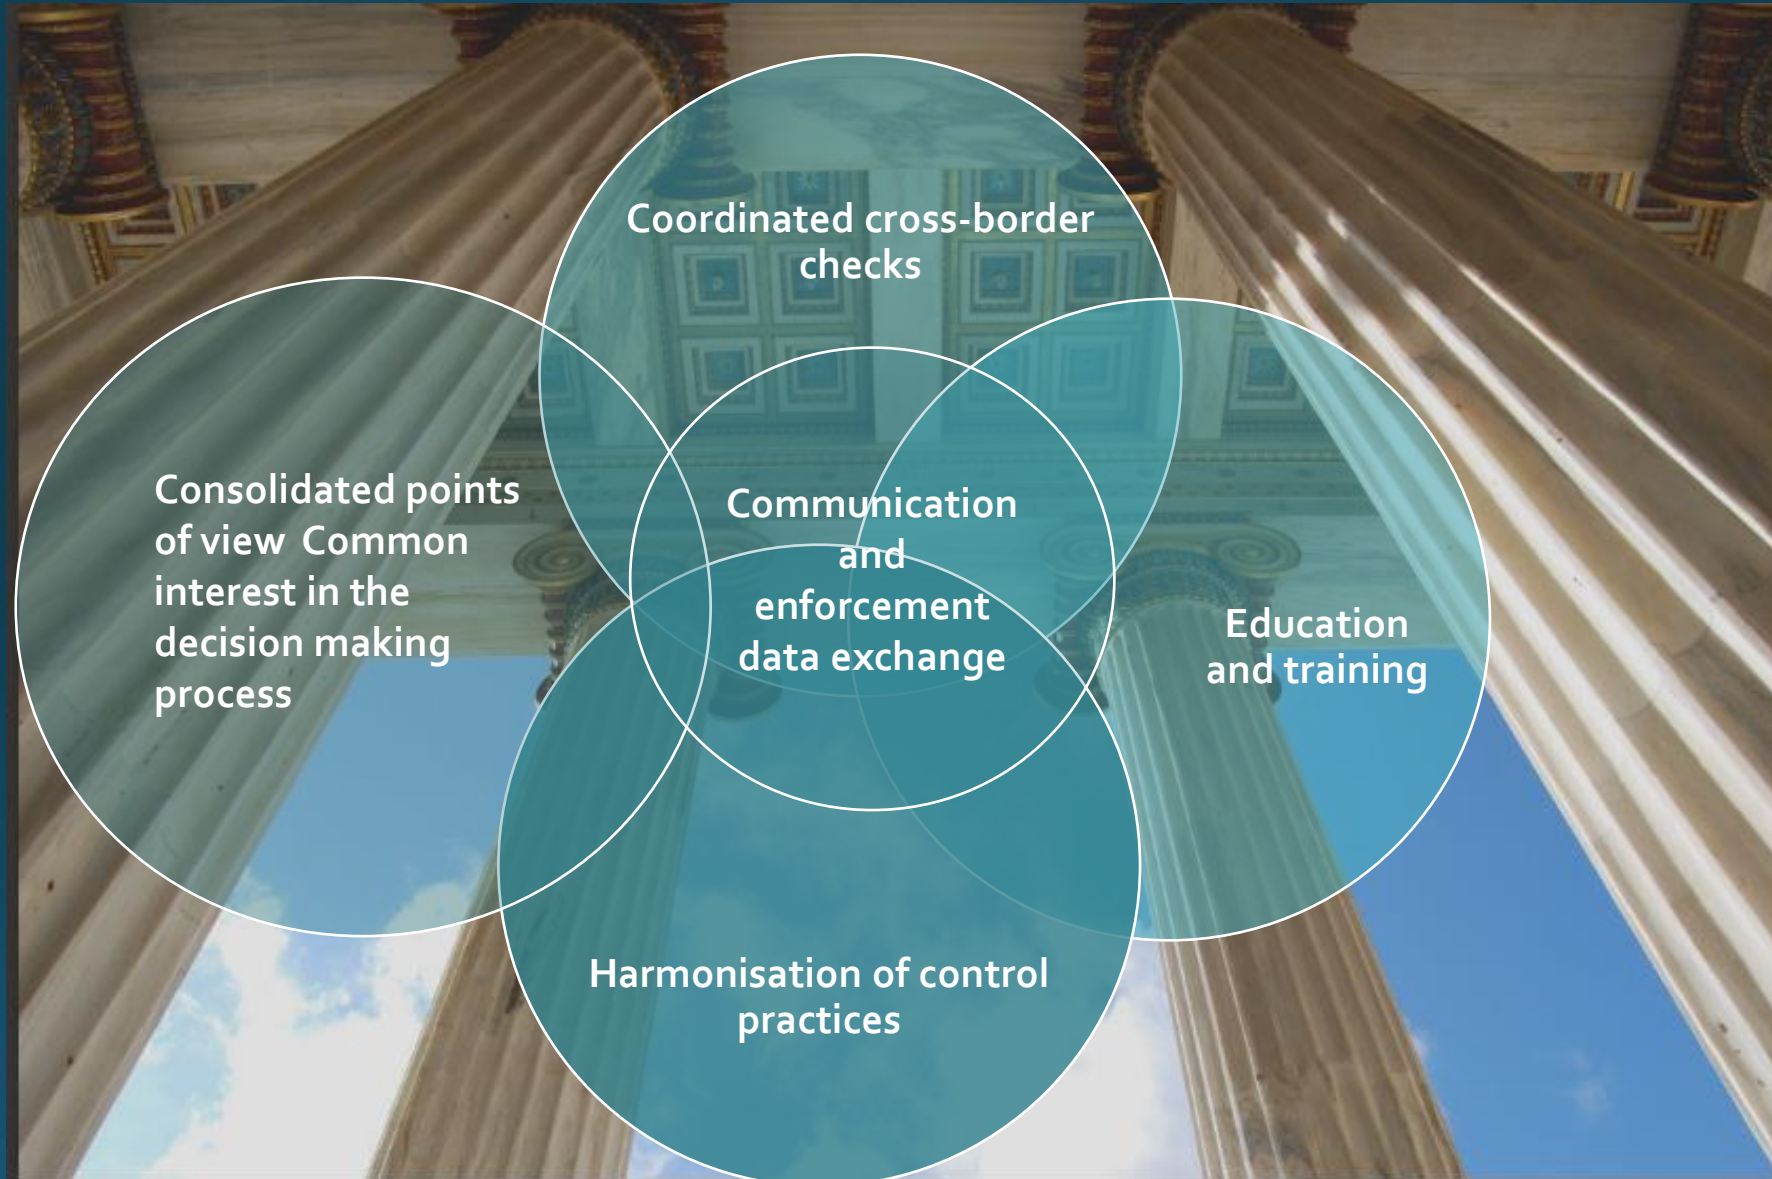 Coordinated cross-border
checks
Consolidated points
of view  Common
interest in the
decision making
process
Communication
and
enforcement
data exchange
Education
and training
Harmonisation of control
practices